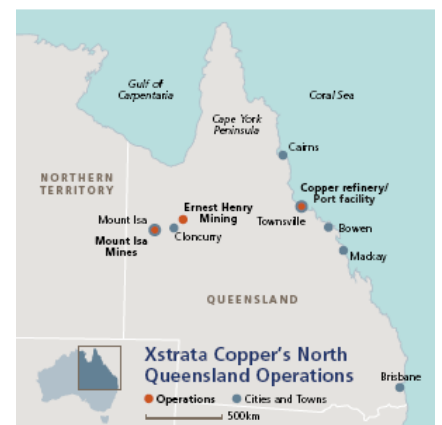 Gulf of
Carpentaria
Coral Sea
Cape York
Peninsula
Cairns
NORTHERN
TERRITORY
Copper refinery/
Port facility
Ernest Henry
Mining
Mount Isa
Townsville
Mount Isa
Mines
Cloncurry
Bowen
Mackay
QUEENSLAND
Xstrata Copper's North
Queensland Operations
Brisbane
Operations
Cities and Towns
500km